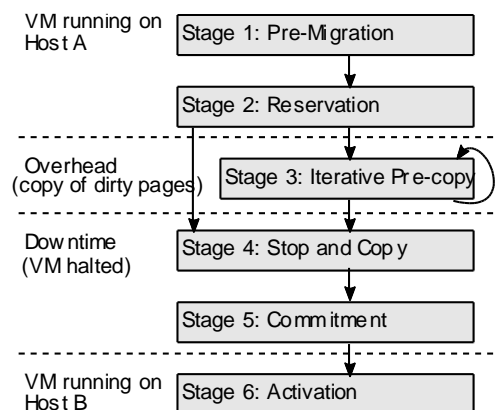 VM running on
Host A
Stage 1: Pre-Migration
Stage 2: Reservation
Overhead
(copy of dirty pages)
Stage 3: Iterative Pre-copy
Downtime
(VM halted)
Stage 4: Stop and Copy
Stage 5: Commitment
VM running on
Host B
Stage 6: Activation